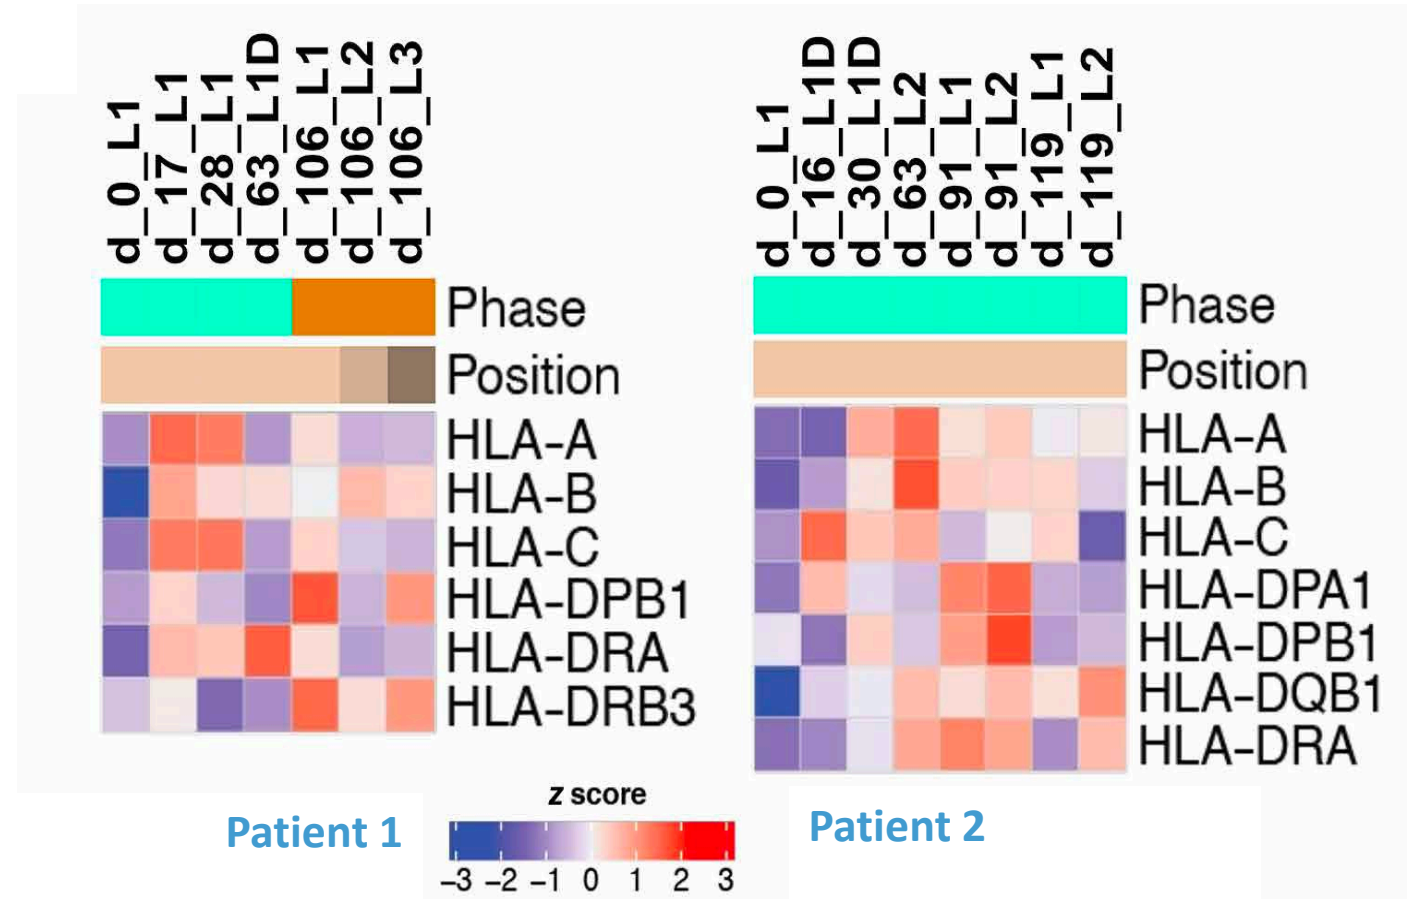 d_0_L1
d_17_L1
d_28_L1
d_63_L1D
d_106_L1
d_106_L2
d_106_L3
Phase
Position
HLA-A
HLA-B
HLA-C
HLA-DPB1
HLA-DRA
HLA-DRB3
Patient 1
d_0_L1
d_16_L1D
d_30_L1D
d_63_L2
d_91_L1
d_91_L2
d_119_L1
d_119_L2
Phase
Position
HLA-A
HLA-B
HLA-C
HLA-DPA1
HLA-DPB1
HLA-DQB1
HLA-DRA
Patient 2
z score
−3 −2 −1 0 1 2 3